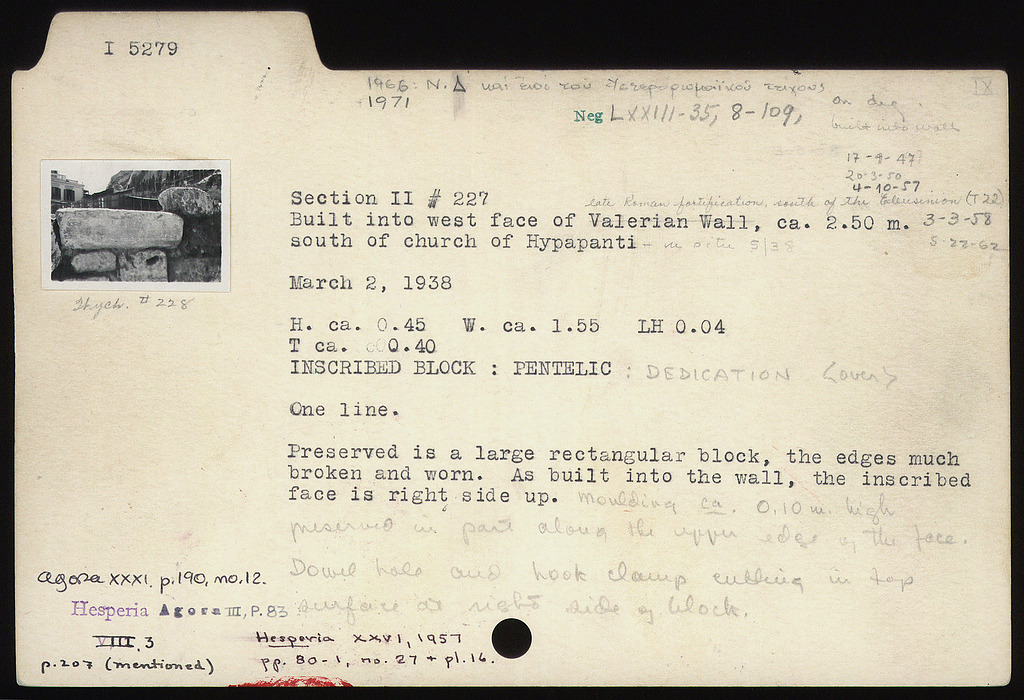 I 5279
IX
1966: Ν.Δ καὶ ἐπὶ τοῦ
1971
on deg.
Neg LXXIII-35, 8-109,
built into wall
17-9-47
20-3-50
4-10-57
Section II # 227
late Roman fortification, south of the Eleusinion (T 22)
Built into west face of Valerian Wall, ca. 2.50 m.
3-3-58
south of church of Hypapanti - in situ 5/38
5-22-62
Thych. # 228
March 2, 1938
H. ca. 0.45 W. ca. 1.55 LH 0.04
T ca. 0.40
INSCRIBED BLOCK : PENTELIC : DEDICATION <over>
One line.
Preserved is a large rectangular block, the edges much
broken and worn. As built into the wall, the inscribed
face is right side up. Moulding ca. 0.10 m. high
preserved in part along the upper edge of the face.
Dowel hole and hook clamp cutting in top
surface at right side of block.
Agora XXXI, p.190, no.12.
Hesperia Agora III, P. 83
VIII. 3
p. 207 (mentioned)
Hesperia XXVI, 1957
pp. 80-1, no. 27 + pl. 16.